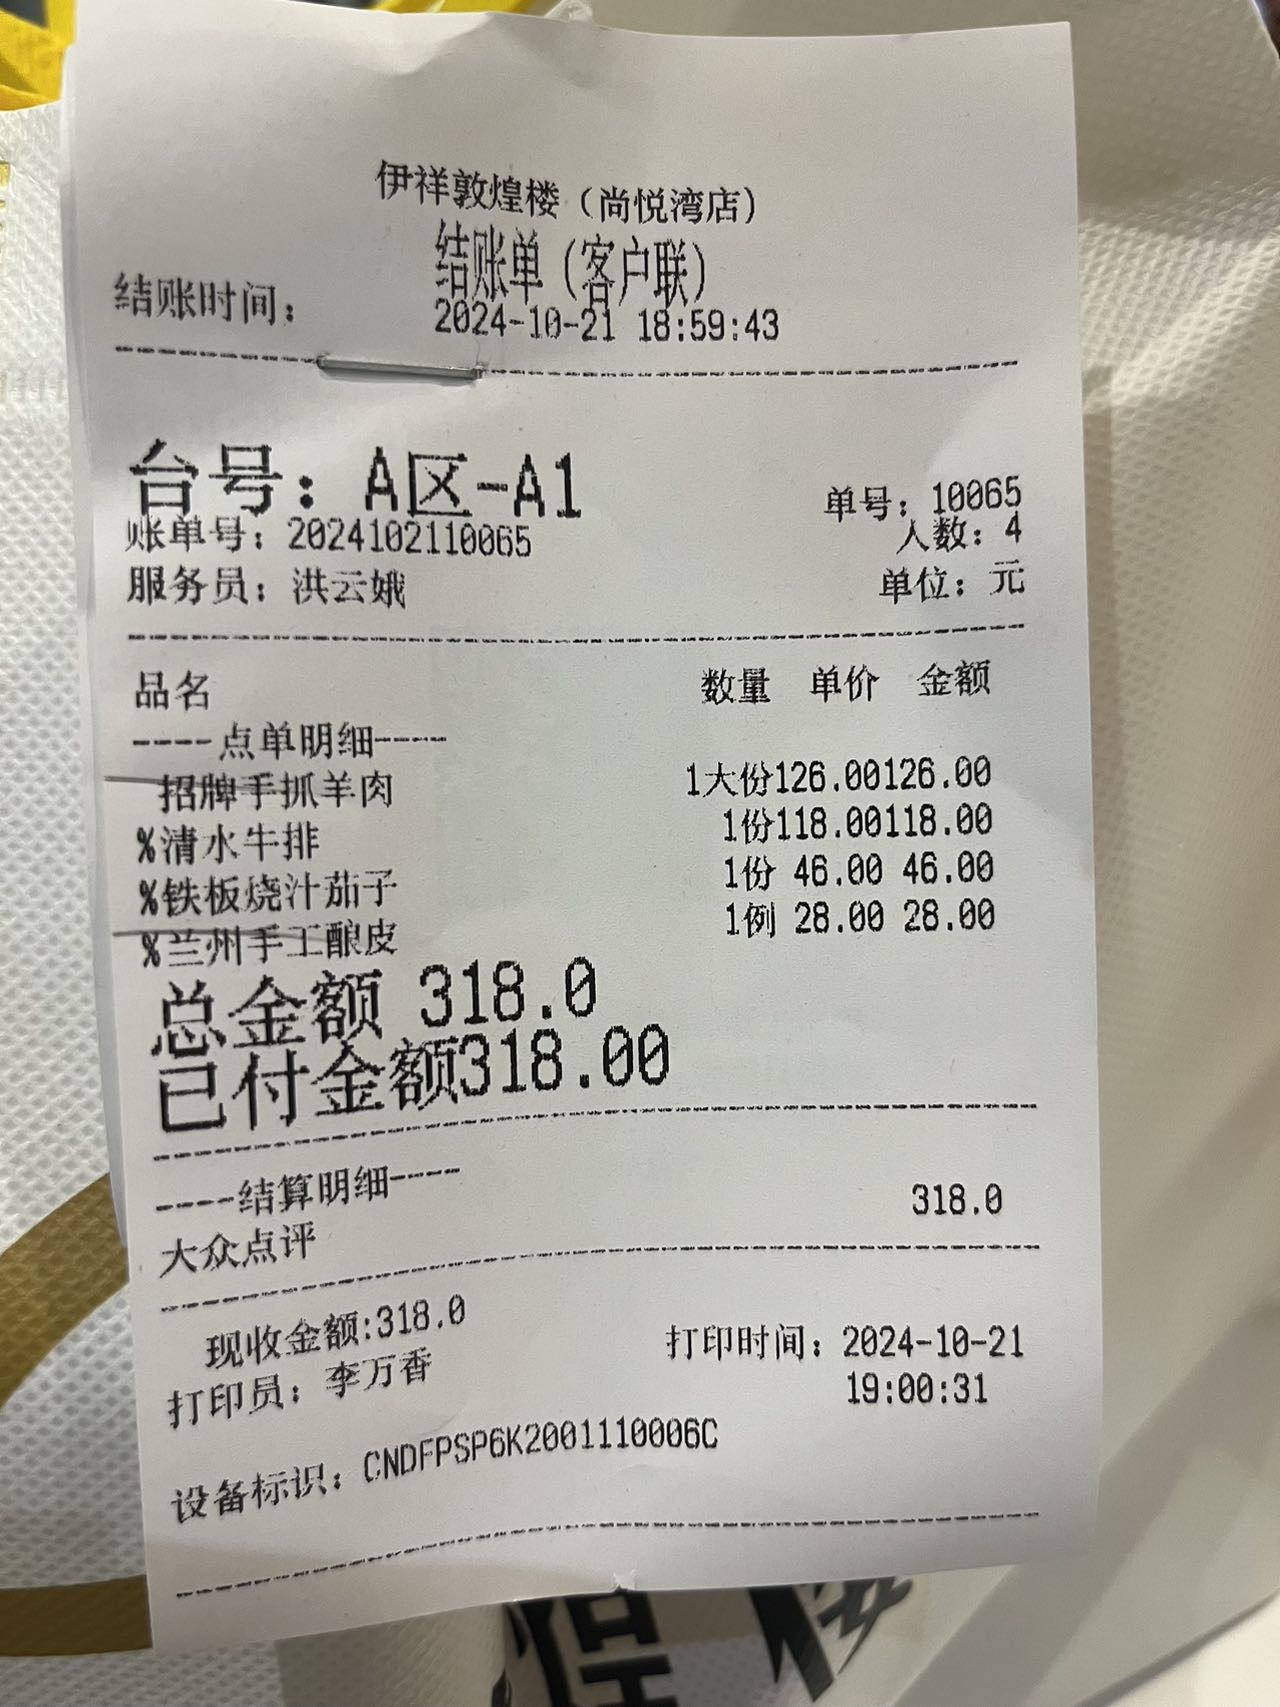 伊祥敦煌楼（尚悦湾店）
结账单（客户联）
结账时间： 2024-10-21 18:59:43
台号：A区-A1
单号：10065
账单号：2024102110065 人数：4
服务员：洪云娥 单位：元
品名 数量 单价 金额
----点单明细----
招牌手抓羊肉 1大份126.00126.00
%清水牛排 1份118.00118.00
%铁板烧汁茄子 1份 46.00 46.00
%兰州手工酿皮 1例 28.00 28.00
总金额 318.0
已付金额318.00
----结算明细----
大众点评 318.0
现收金额:318.0
打印员：李万香 打印时间：2024-10-21
19:00:31
设备标识：CNDFPSP6K2001110006C
煌楼